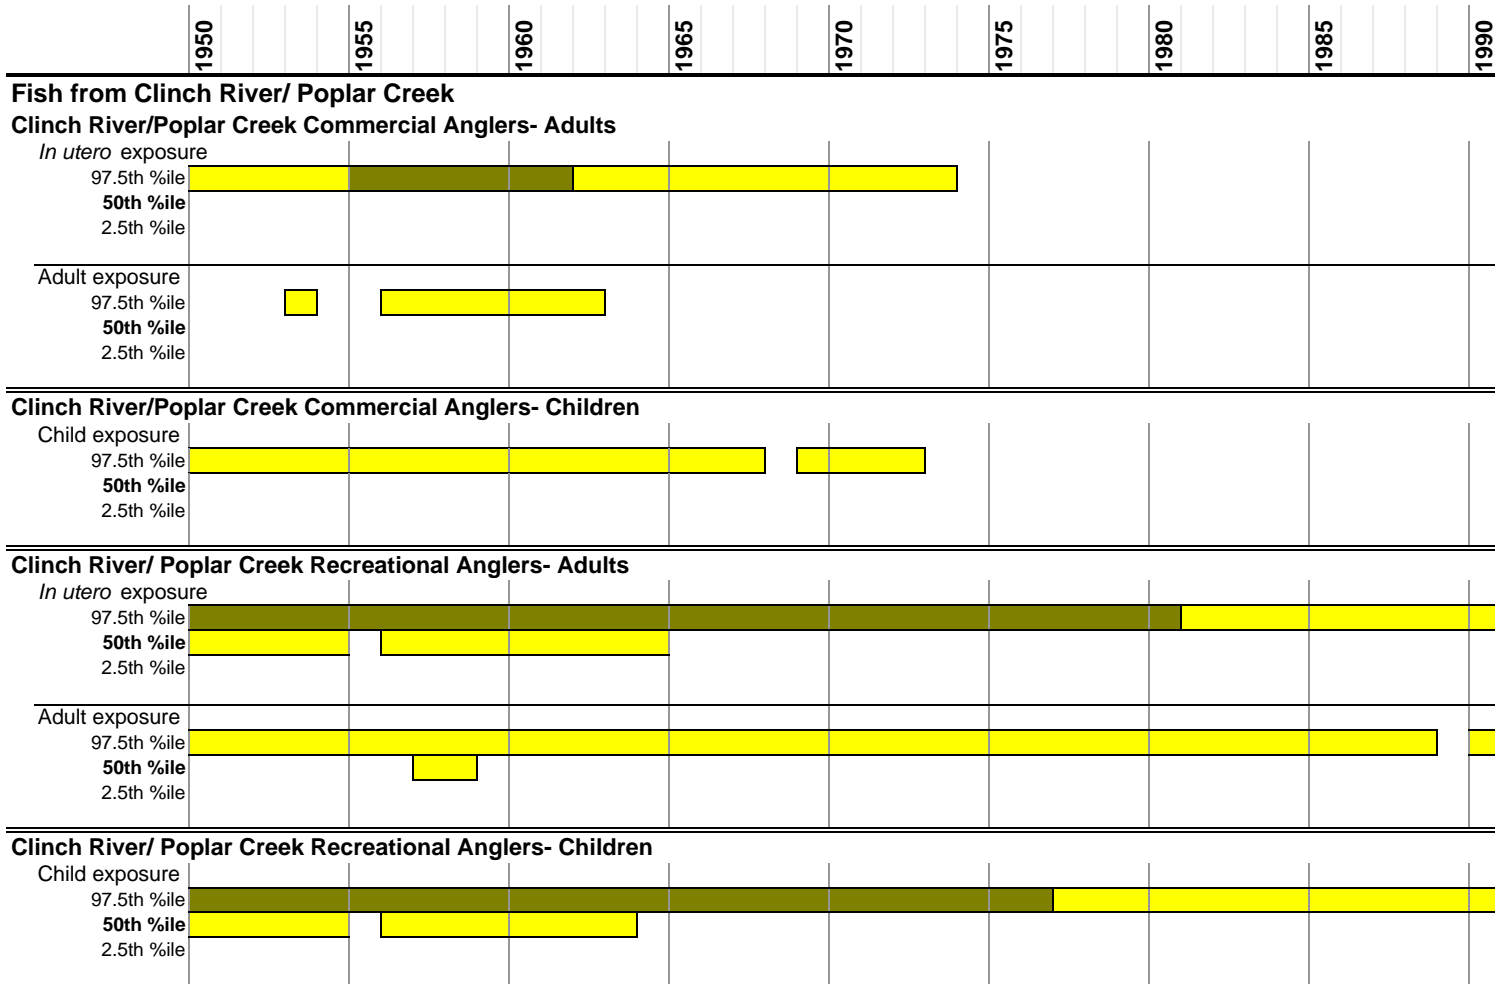 1950 1955 1960 1965 1970 1975 1980 1985 1990
Fish from Clinch River/ Poplar Creek
Clinch River/Poplar Creek Commercial Anglers- Adults
In utero exposure
97.5th %ile
50th %ile
2.5th %ile
Adult exposure
97.5th %ile
50th %ile
2.5th %ile
Clinch River/Poplar Creek Commercial Anglers- Children
Child exposure
97.5th %ile
50th %ile
2.5th %ile
Clinch River/ Poplar Creek Recreational Anglers- Adults
In utero exposure
97.5th %ile
50th %ile
2.5th %ile
Adult exposure
97.5th %ile
50th %ile
2.5th %ile
Clinch River/ Poplar Creek Recreational Anglers- Children
Child exposure
97.5th %ile
50th %ile
2.5th %ile